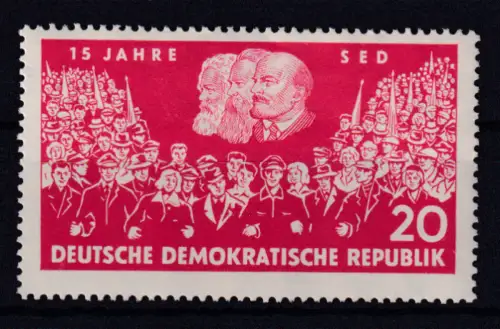 15 JAHRE SED
20
DEUTSCHE DEMOKRATISCHE REPUBLIK